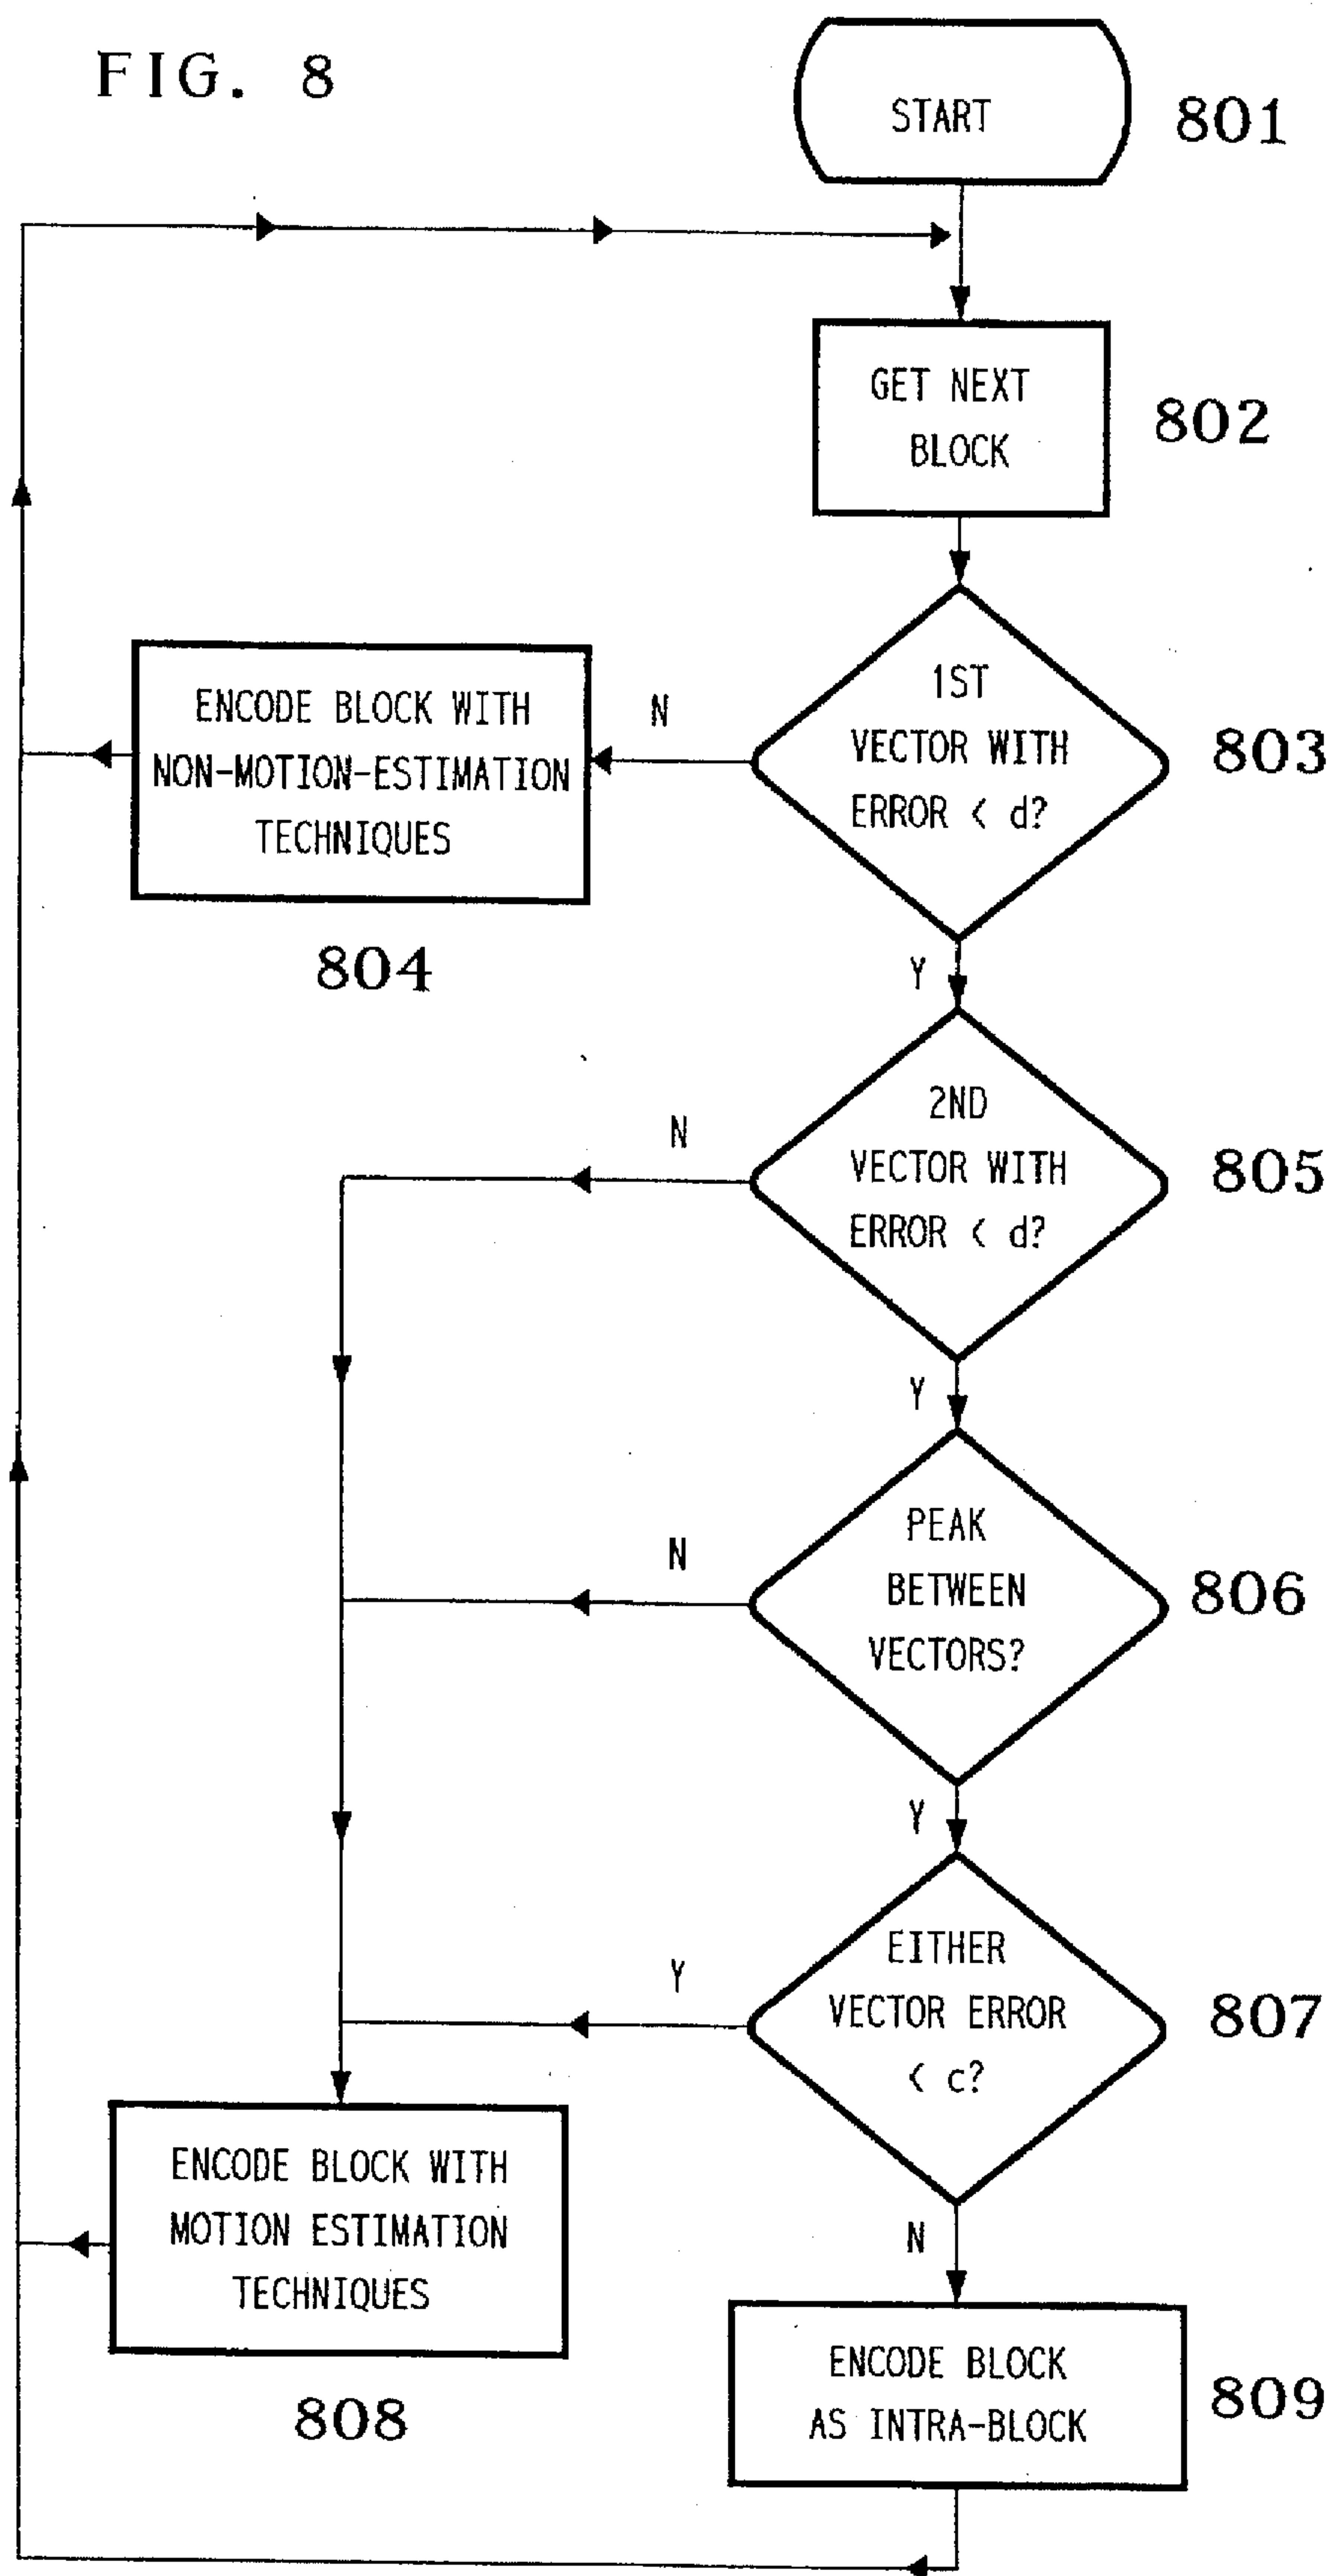 FIG. 8
START
801
GET NEXT
BLOCK
802
1ST
VECTOR WITH
ERROR < d?
803
N
ENCODE BLOCK WITH
NON-MOTION-ESTIMATION
TECHNIQUES
804
Y
2ND
VECTOR WITH
ERROR < d?
805
N
Y
PEAK
BETWEEN
VECTORS?
806
N
Y
EITHER
VECTOR ERROR
< c?
807
Y
ENCODE BLOCK WITH
MOTION ESTIMATION
TECHNIQUES
808
N
ENCODE BLOCK
AS INTRA-BLOCK
809